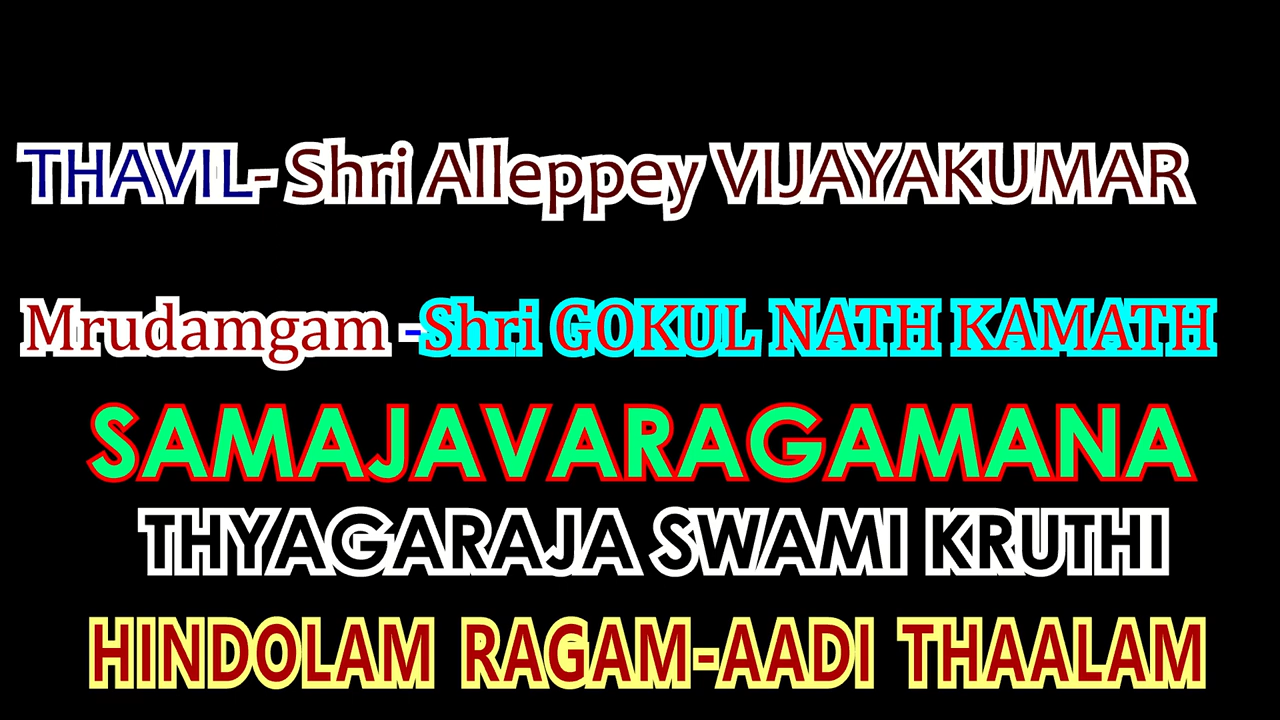 THAVIL- Shri Alleppey VIJAYAKUMAR
Mrudamgam -Shri GOKUL NATH KAMATH
SAMAJAVARAGAMANA
THYAGARAJA SWAMI KRUTHI
HINDOLAM RAGAM-AADI THAALAM